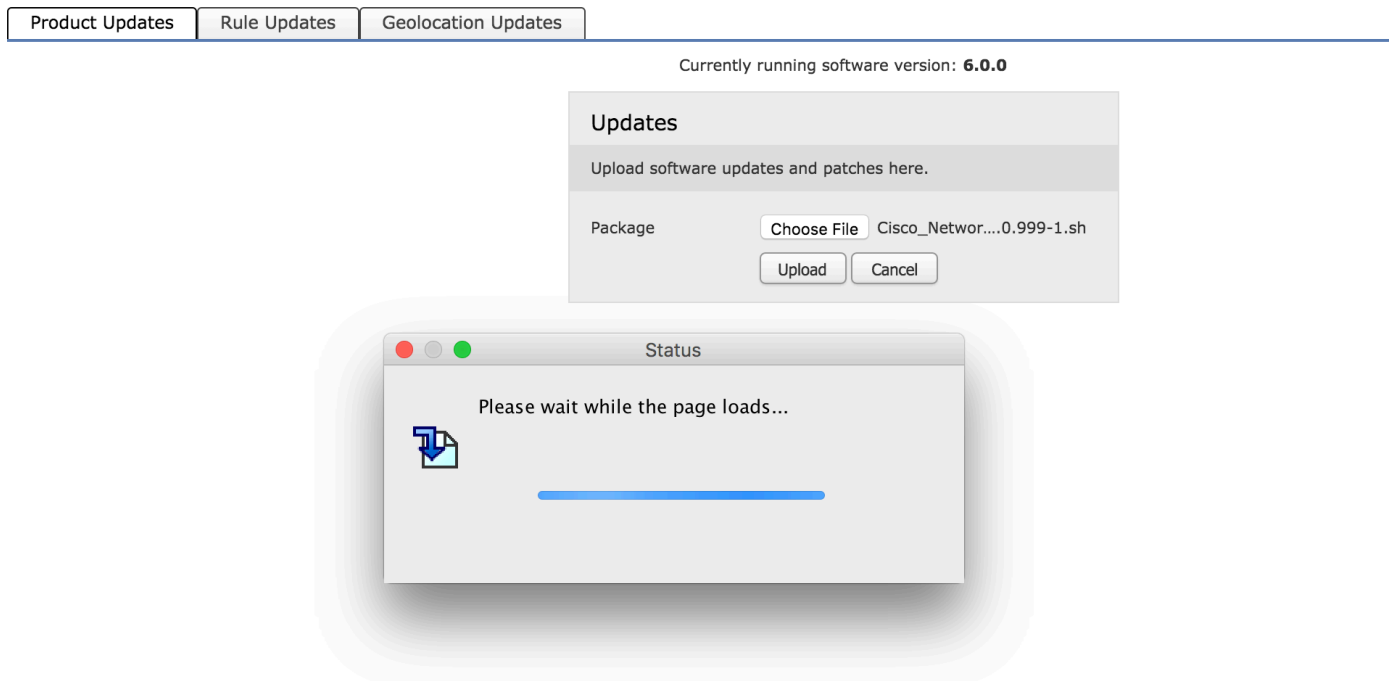 Product Updates Rule Updates Geolocation Updates
Currently running software version: 6.0.0
Updates
Upload software updates and patches here.
Package Choose File Cisco_Networ....0.999-1.sh
Upload Cancel
Status
Please wait while the page loads...